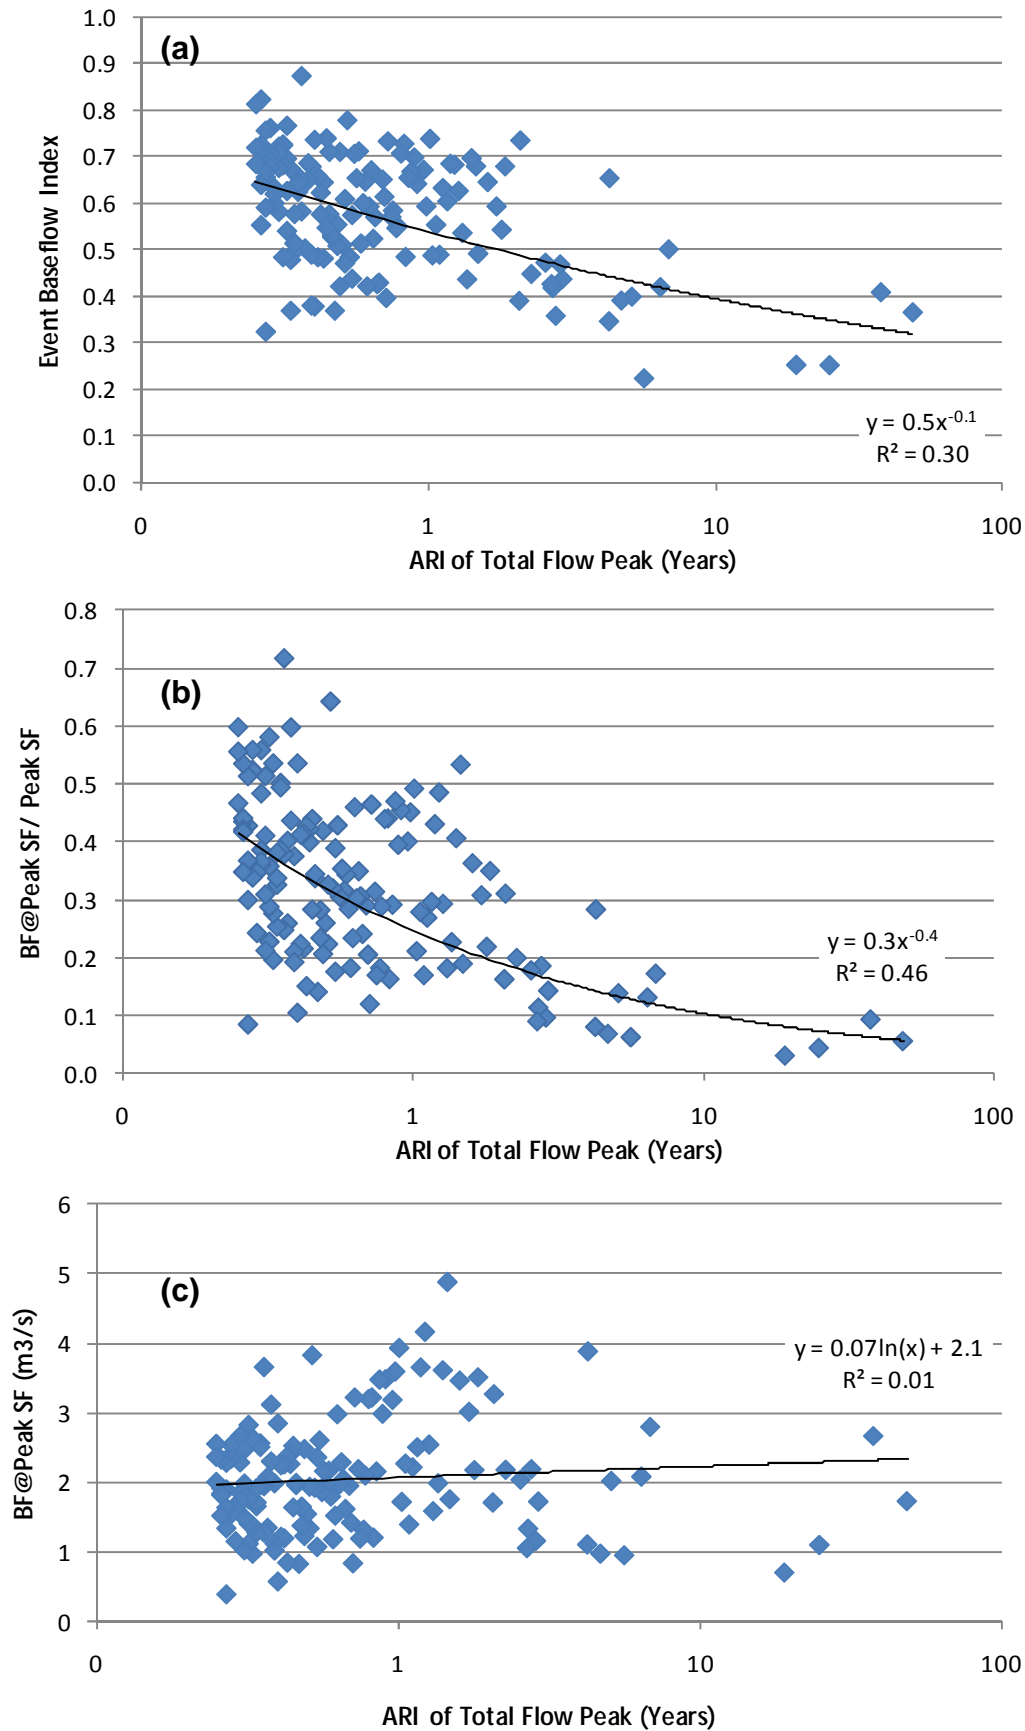 (a)
Event Baseflow Index
1.0
0.9
0.8
0.7
0.6
0.5
0.4
0.3
0.2
0.1
0.0
y = 0.5x^-0.1
R² = 0.30
0 1 10 100
ARI of Total Flow Peak (Years)
(b)
BF@Peak SF/ Peak SF
0.8
0.7
0.6
0.5
0.4
0.3
0.2
0.1
0.0
y = 0.3x^-0.4
R² = 0.46
0 1 10 100
ARI of Total Flow Peak (Years)
(c)
BF@Peak SF (m3/s)
6
5
4
3
2
1
0
y = 0.07ln(x) + 2.1
R² = 0.01
0 1 10 100
ARI of Total Flow Peak (Years)